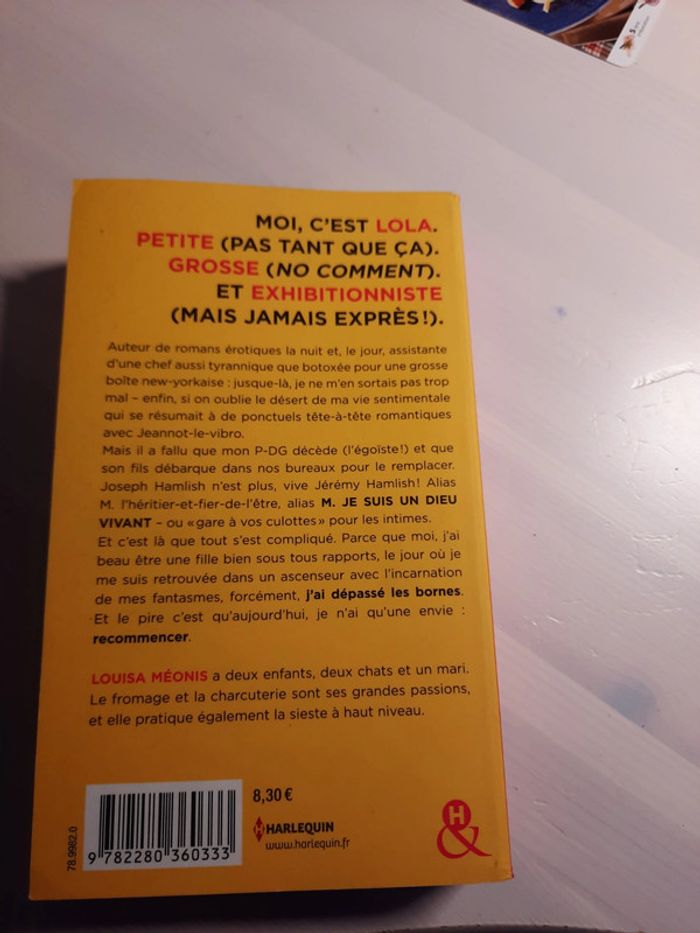 MOI, C'EST LOLA.
PETITE (PAS TANT QUE ÇA).
GROSSE (NO COMMENT).
ET EXHIBITIONNISTE
(MAIS JAMAIS EXPRÈS!).
Auteur de romans érotiques la nuit et, le jour, assistante
d'une chef aussi tyrannique que botoxée pour une grosse
boîte new-yorkaise : jusque-là, je ne m'en sortais pas trop
mal – enfin, si on oublie le désert de ma vie sentimentale
qui se résumait à de ponctuels tête-à-tête romantiques
avec Jeannot-le-vibro.
Mais il a fallu que mon P-DG décède (l'égoïste!) et que
son fils débarque dans nos bureaux pour le remplacer.
Joseph Hamlish n'est plus, vive Jérémy Hamlish! Alias
M. l'héritier-et-fier-de-l'être, alias M. JE SUIS UN DIEU
VIVANT – ou «gare à vos culottes» pour les intimes.
Et c'est là que tout s'est compliqué. Parce que moi, j'ai
beau être une fille bien sous tous rapports, le jour où je
me suis retrouvée dans un ascenseur avec l'incarnation
de mes fantasmes, forcément, j'ai dépassé les bornes.
Et le pire c'est qu'aujourd'hui, je n'ai qu'une envie :
recommencer.
LOUISA MÉONIS a deux enfants, deux chats et un mari.
Le fromage et la charcuterie sont ses grandes passions,
et elle pratique également la sieste à haut niveau.
78.9982.0
9 782280 360333
8,30 €
H HARLEQUIN
www.harlequin.fr
H
&